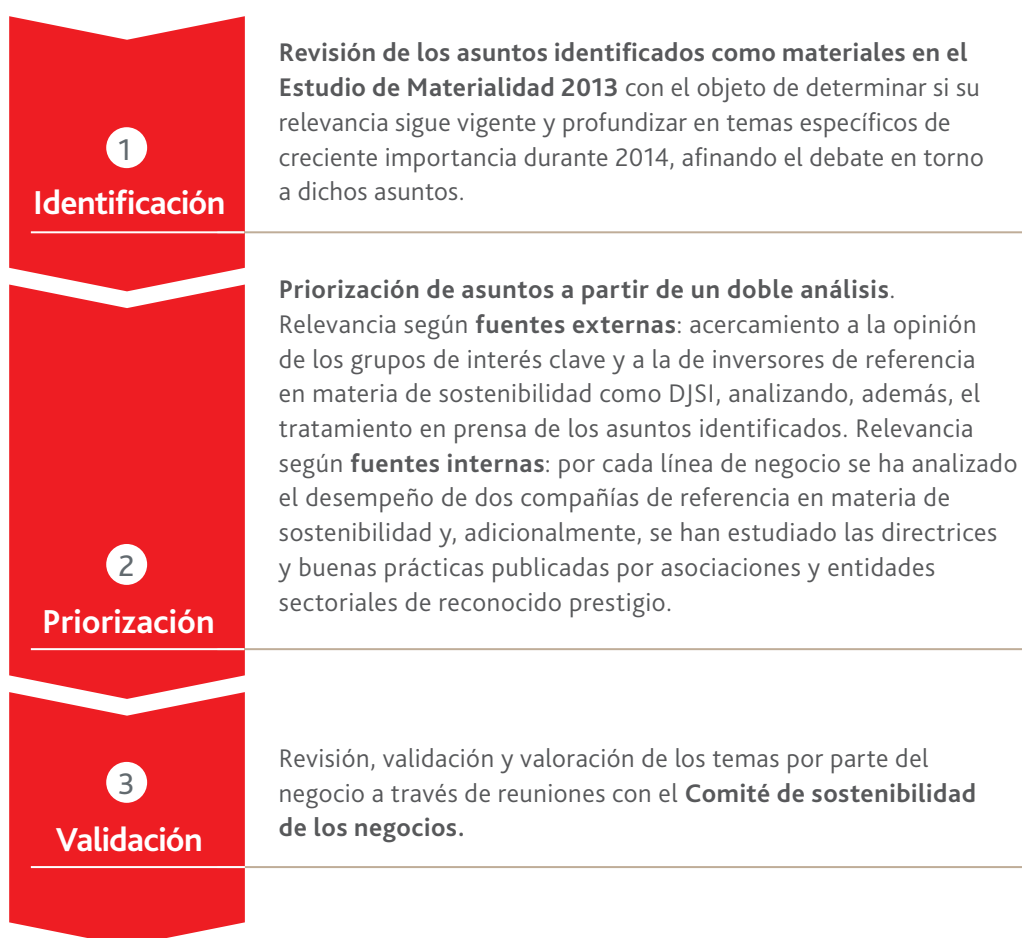 1
Identificación
Revisión de los asuntos identificados como materiales en el
Estudio de Materialidad 2013 con el objeto de determinar si su
relevancia sigue vigente y profundizar en temas específicos de
creciente importancia durante 2014, afinando el debate en torno
a dichos asuntos.
2
Priorización
Priorización de asuntos a partir de un doble análisis.
Relevancia según fuentes externas: acercamiento a la opinión
de los grupos de interés clave y a la de inversores de referencia
en materia de sostenibilidad como DJSI, analizando, además, el
tratamiento en prensa de los asuntos identificados. Relevancia
según fuentes internas: por cada línea de negocio se ha analizado
el desempeño de dos compañías de referencia en materia de
sostenibilidad y, adicionalmente, se han estudiado las directrices
y buenas prácticas publicadas por asociaciones y entidades
sectoriales de reconocido prestigio.
3
Validación
Revisión, validación y valoración de los temas por parte del
negocio a través de reuniones con el Comité de sostenibilidad
de los negocios.